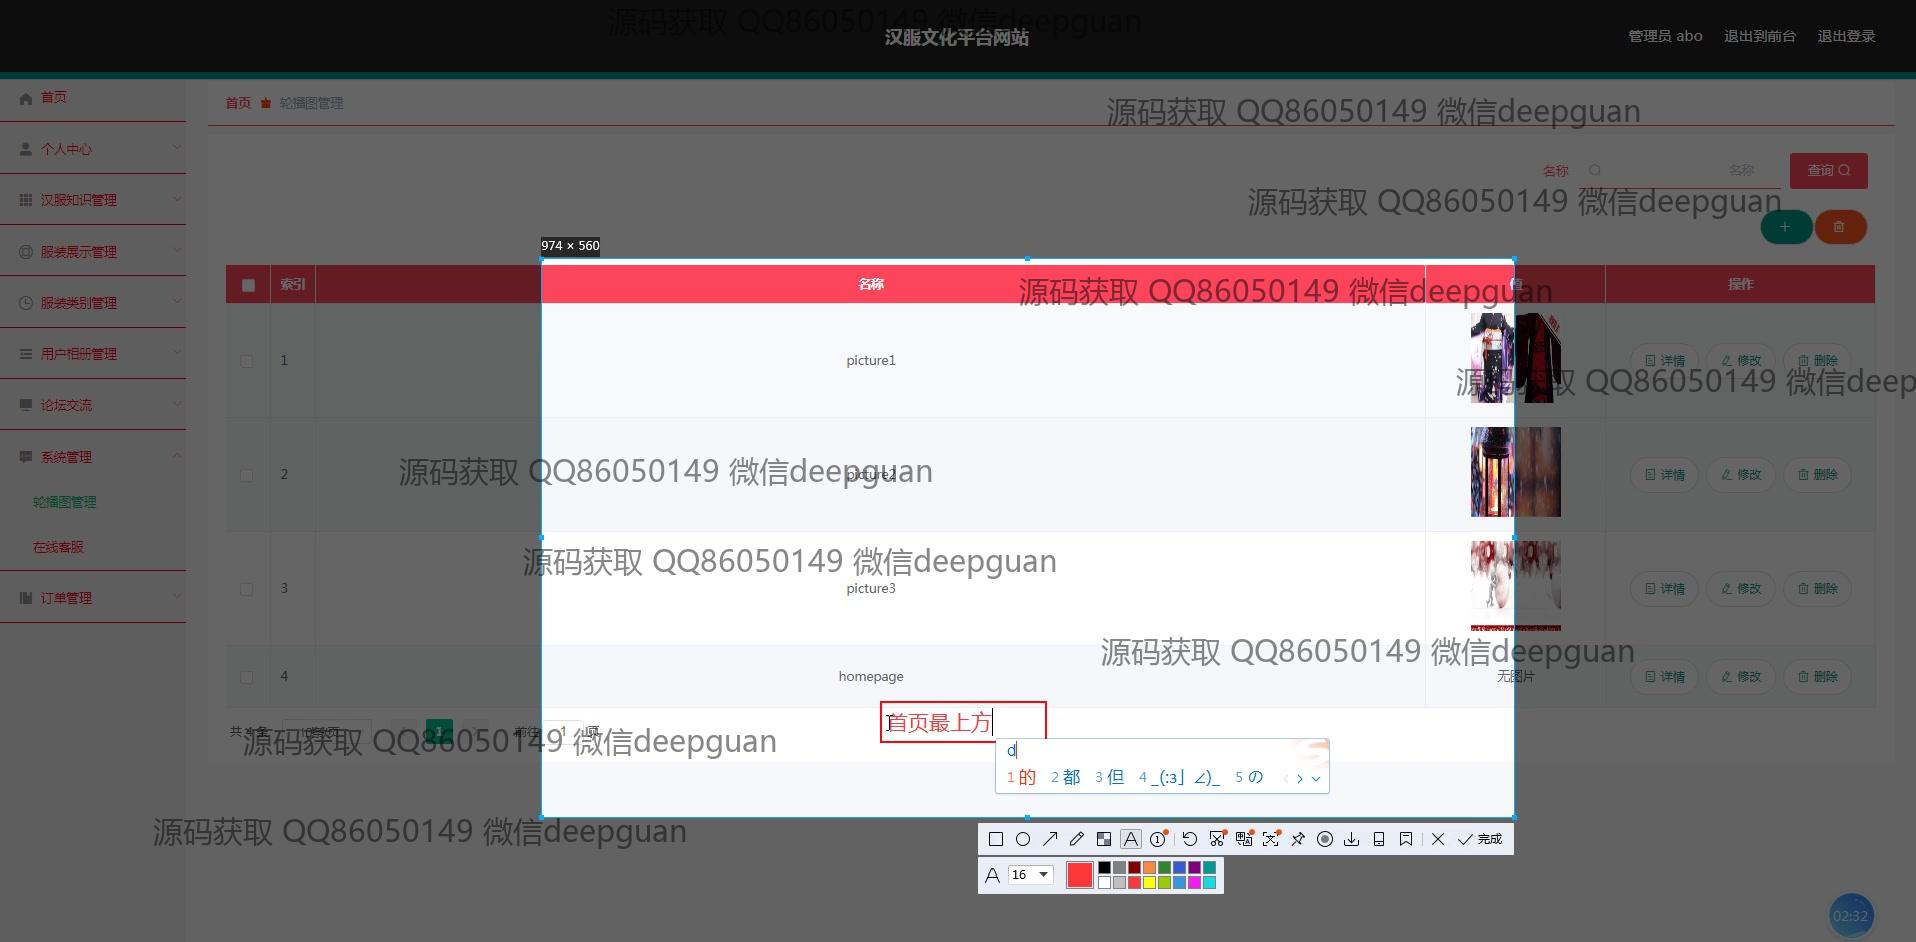 源码获取 QQ86050149 微信deepguan
汉服文化平台网站
管理员 abo
退出到前台
退出登录
首页
个人中心
汉服知识管理
服装展示管理
服装类别管理
用户相册管理
论坛交流
系统管理
轮播图管理
在线客服
订单管理
首页
轮播图管理
源码获取 QQ86050149 微信deepguan
名称
名称
查询
源码获取 QQ86050149 微信deepguan
974 × 560
索引
名称
值
操作
源码获取 QQ86050149 微信deepguan
1
picture1
详情
修改
删除
源码获取 QQ86050149 微信deep
2
picture2
详情
修改
删除
源码获取 QQ86050149 微信deepguan
源码获取 QQ86050149 微信deepguan
3
picture3
详情
修改
删除
源码获取 QQ86050149 微信deepguan
4
homepage
无图片
详情
修改
删除
首页最上方
前往
1
页
1
源码获取 QQ86050149 微信deepguan
d
1 的 2 都 3 但 4 _(:з」∠)_ 5 の
源码获取 QQ86050149 微信deepguan
完成
A 16
02:32